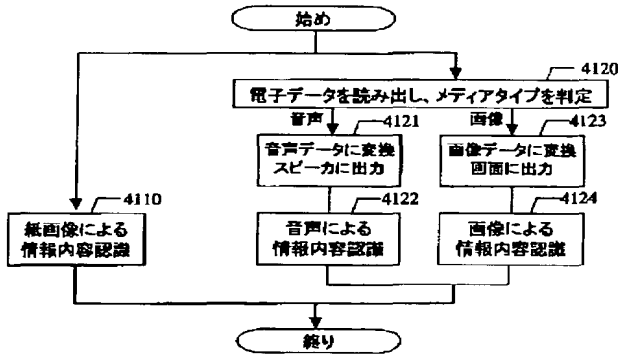 始め
4120
電子データを読み出し、メディアタイプを判定
音声
4121
画像
4123
音声データに変換
スピーカに出力
画像データに変換
画面に出力
4110
4122
4124
紙画像による
情報内容認識
音声による
情報内容認識
画像による
情報内容認識
終り